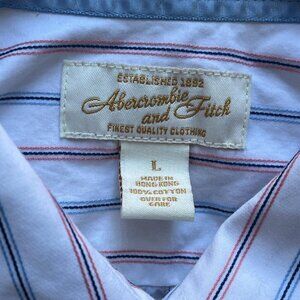 ESTABLISHED 1892
Abercrombie
and Fitch
FINEST QUALITY CLOTHING
L
MADE IN
HONG KONG
100% COTTON
OVER FOR
CARE